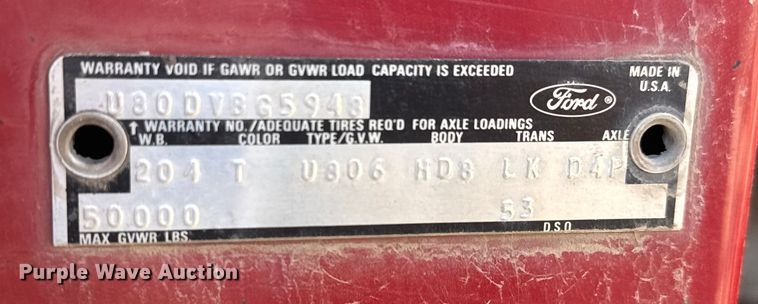 WARRANTY VOID IF GAWR OR GVWR LOAD CAPACITY IS EXCEEDED
MADE IN
U.S.A.
U80DVBG5943
Ford ®
↑ WARRANTY NO./ADEQUATE TIRES REQ'D FOR AXLE LOADINGS
W.B. COLOR TYPE/G.V.W. BODY TRANS AXLE
204 T U806 HD8 LK D4P
50000 53
MAX GVWR LBS. D.S.O.
Purple Wave Auction